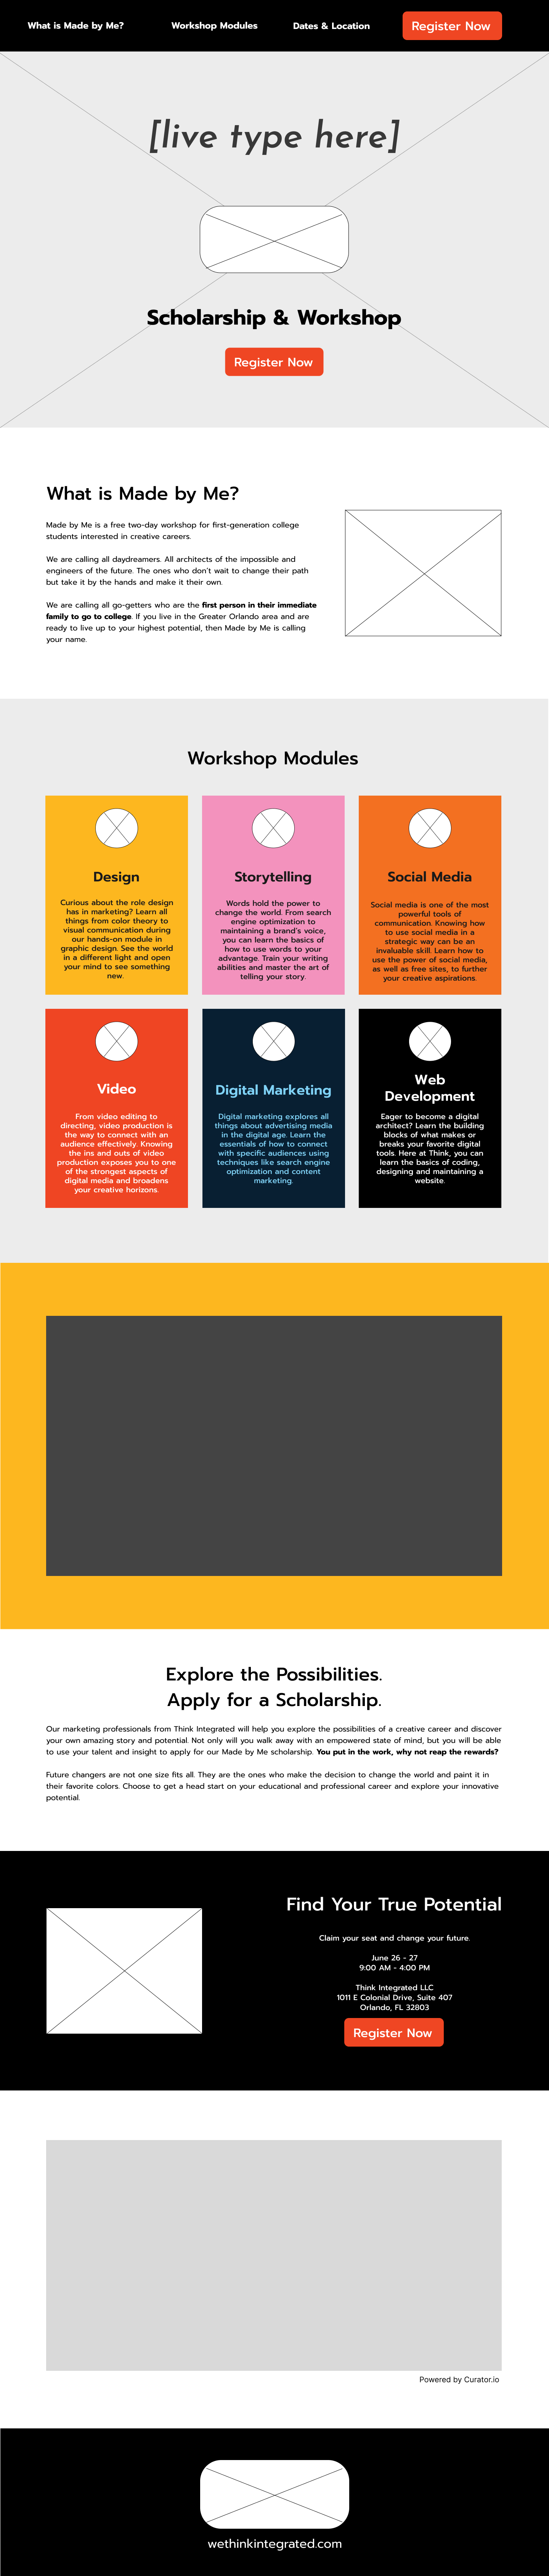 What is Made by Me?
Workshop Modules
Dates & Location
Register Now
[live type here]
Scholarship & Workshop
Register Now
What is Made by Me?
Made by Me is a free two-day workshop for first-generation college
students interested in creative careers.
We are calling all daydreamers. All architects of the impossible and
engineers of the future. The ones who don't wait to change their path
but take it by the hands and make it their own.
We are calling all go-getters who are the first person in their immediate
family to go to college. If you live in the Greater Orlando area and are
ready to live up to your highest potential, then Made by Me is calling
your name.
Workshop Modules
Design
Curious about the role design
has in marketing? Learn all
things from color theory to
visual communication during
our hands-on module in
graphic design. See the world
in a different light and open
your mind to see something
new.
Storytelling
Words hold the power to
change the world. From search
engine optimization to
maintaining a brand's voice,
you can learn the basics of
how to use words to your
advantage. Train your writing
abilities and master the art of
telling your story.
Social Media
Social media is one of the most
powerful tools of
communication. Knowing how
to use social media in a
strategic way can be an
invaluable skill. Learn how to
use the power of social media,
as well as free sites, to further
your creative aspirations.
Video
From video editing to
directing, video production is
the way to connect with an
audience effectively. Knowing
the ins and outs of video
production exposes you to one
of the strongest aspects of
digital media and broadens
your creative horizons.
Digital Marketing
Digital marketing explores all
things about advertising media
in the digital age. Learn the
essentials of how to connect
with specific audiences using
techniques like search engine
optimization and content
marketing.
Web
Development
Eager to become a digital
architect? Learn the building
blocks of what makes or
breaks your favorite digital
tools. Here at Think, you can
learn the basics of coding,
designing and maintaining a
website.
Explore the Possibilities.
Apply for a Scholarship.
Our marketing professionals from Think Integrated will help you explore the possibilities of a creative career and discover
your own amazing story and potential. Not only will you walk away with an empowered state of mind, but you will be able
to use your talent and insight to apply for our Made by Me scholarship. You put in the work, why not reap the rewards?
Future changers are not one size fits all. They are the ones who make the decision to change the world and paint it in
their favorite colors. Choose to get a head start on your educational and professional career and explore your innovative
potential.
Find Your True Potential
Claim your seat and change your future.
June 26 - 27
9:00 AM - 4:00 PM
Think Integrated LLC
1011 E Colonial Drive, Suite 407
Orlando, FL 32803
Register Now
Powered by Curator.io
wethinkintegrated.com